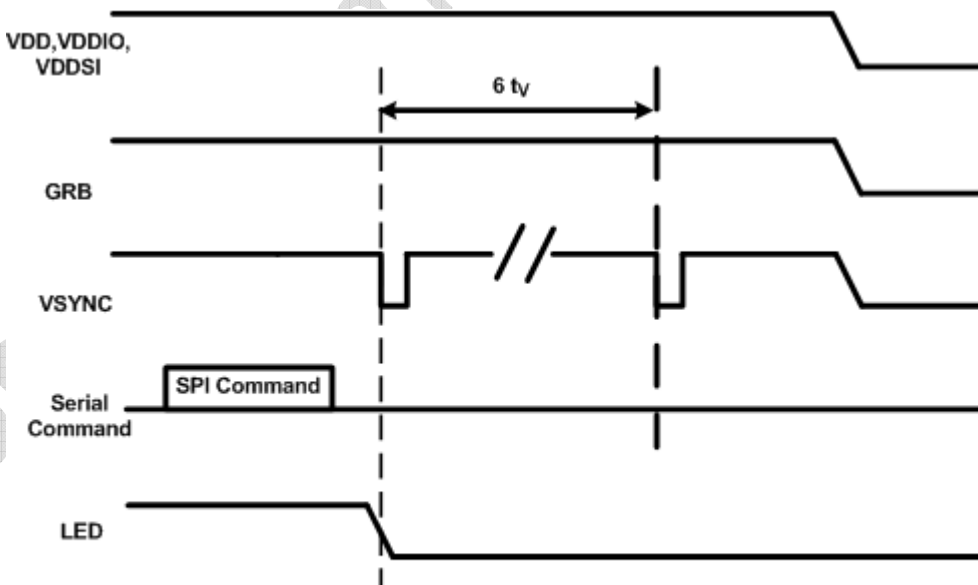 VDD,VDDIO,
VDDSI
6 tV
GRB
VSYNC
SPI Command
Serial
Command
LED